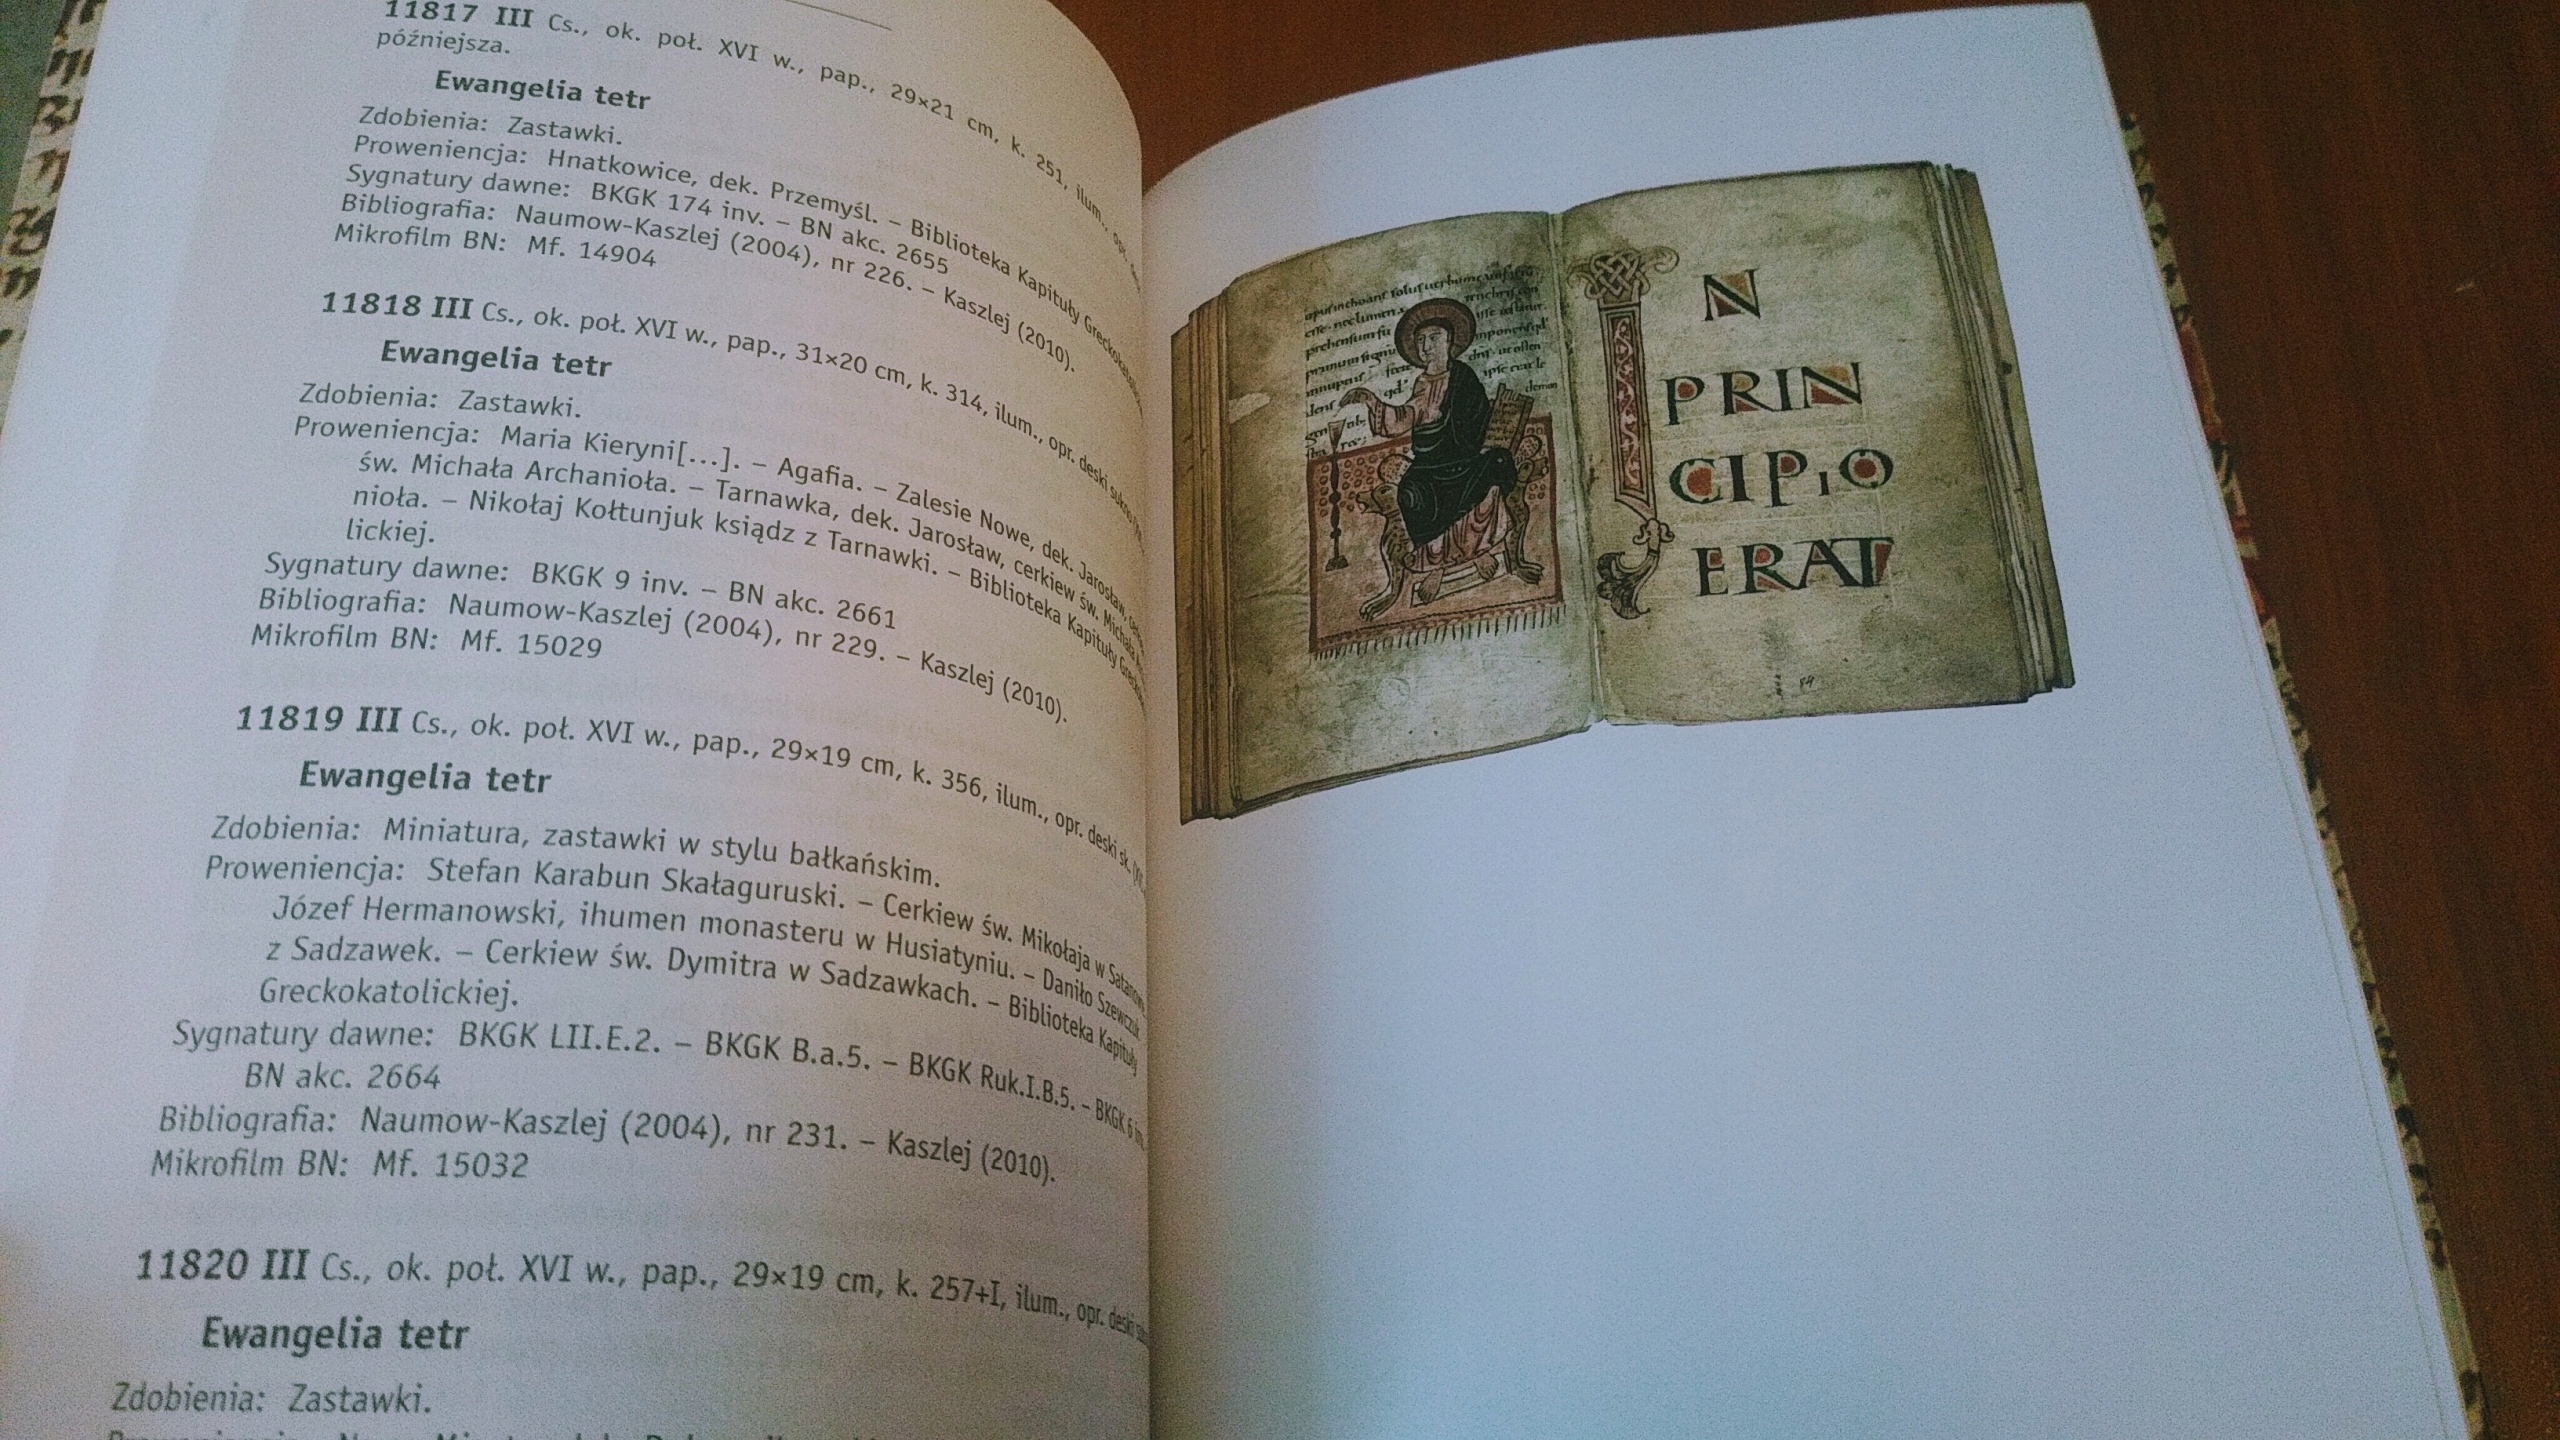 11817 III Cs., ok. poł. XVI w., pap., 29×21 cm, k. 251, ilum., opr.
późniejsza.
Ewangelia tetr
Zdobienia: Zastawki.
Proweniencja: Hnatkowice, dek. Przemyśl. – Biblioteka Kapituły Greckokatolickiej
Sygnatury dawne: BKGK 174 inv. – BN akc. 2655
Bibliografia: Naumow-Kaszlej (2004), nr 226. – Kaszlej (2010).
Mikrofilm BN: Mf. 14904
11818 III Cs., ok. poł. XVI w., pap., 31×20 cm, k. 314, ilum., opr. deski sukno
Ewangelia tetr
Zdobienia: Zastawki.
Proweniencja: Maria Kieryni[...]. – Agafia. – Zalesie Nowe, dek. Jarosław, cerkiew
św. Michała Archanioła. – Tarnawka, dek. Jarosław, cerkiew św. Michała
nioła. – Nikołaj Kołtunjuk ksiądz z Tarnawki. – Biblioteka Kapituły
lickiej.
Sygnatury dawne: BKGK 9 inv. – BN akc. 2661
Bibliografia: Naumow-Kaszlej (2004), nr 229. – Kaszlej (2010).
Mikrofilm BN: Mf. 15029
11819 III Cs., ok. poł. XVI w., pap., 29×19 cm, k. 356, ilum., opr. deski sk.
Ewangelia tetr
Zdobienia: Miniatura, zastawki w stylu bałkańskim.
Proweniencja: Stefan Karabun Skałaguruski. – Cerkiew św. Mikołaja w
Józef Hermanowski, ihumen monasteru w Husiatyniu. – Daniło Szewczuk
z Sadzawek. – Cerkiew św. Dymitra w Sadzawkach. – Biblioteka Kapituły
Greckokatolickiej.
Sygnatury dawne: BKGK LII.E.2. – BKGK B.a.5. – BKGK Ruk.I.B.5. – BKGK 6
BN akc. 2664
Bibliografia: Naumow-Kaszlej (2004), nr 231. – Kaszlej (2010).
Mikrofilm BN: Mf. 15032
11820 III Cs., ok. poł. XVI w., pap., 29×19 cm, k. 257+I, ilum., opr. deski
Ewangelia tetr
Zdobienia: Zastawki.
IN
PRIN
CIPIO
ERAT